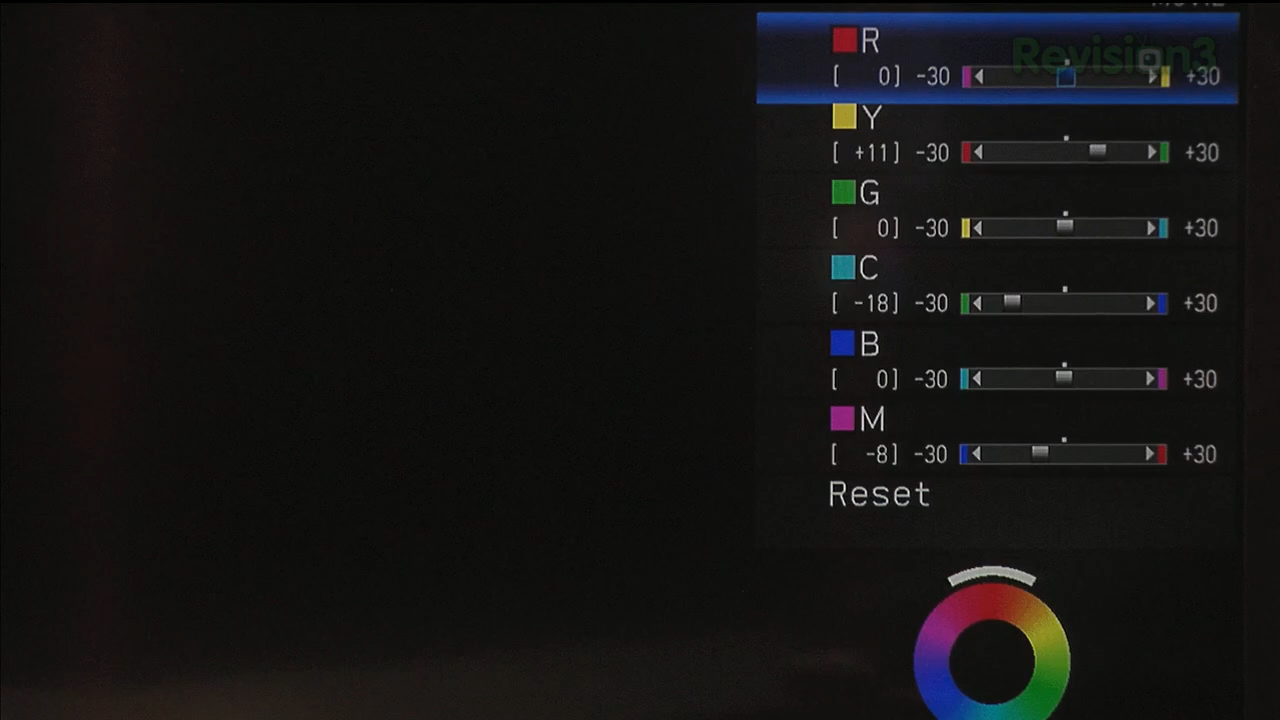 MOVIE
R
[ 0] -30 +30
Revision3
Y
[ +11] -30 +30
G
[ 0] -30 +30
C
[ -18] -30 +30
B
[ 0] -30 +30
M
[ -8] -30 +30
Reset